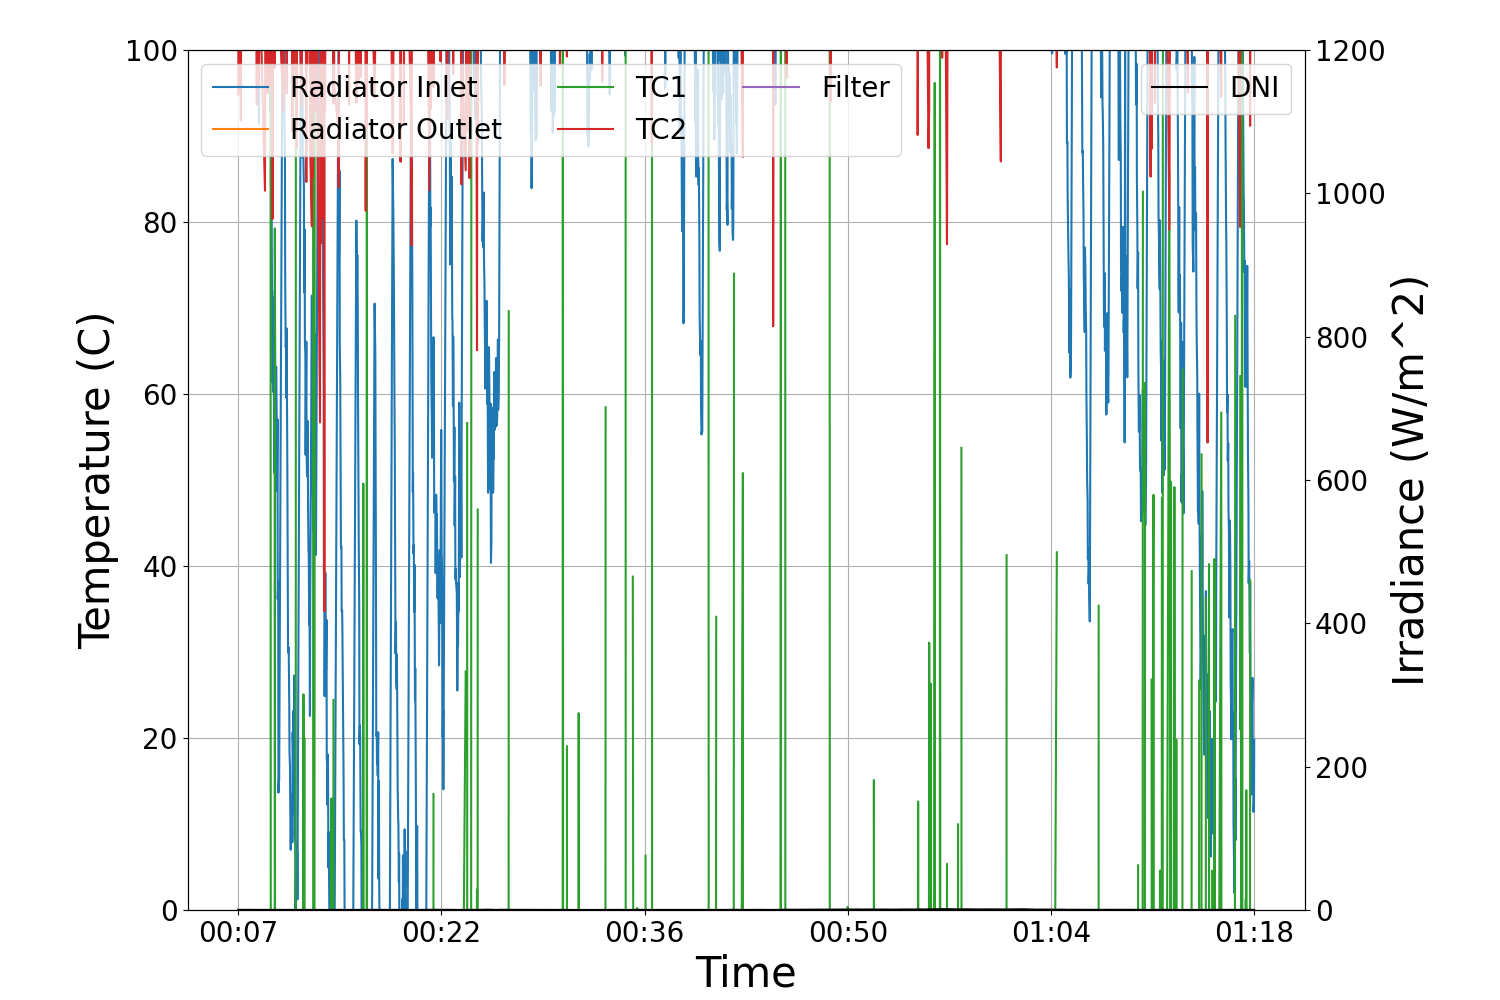 100
80
60
40
20
0
Temperature (C)
Radiator Inlet
Radiator Outlet
TC1
TC2
Filter
DNI
1200
1000
800
600
400
200
0
Irradiance (W/m^2)
00:07 00:22 00:36 00:50 01:04 01:18
Time